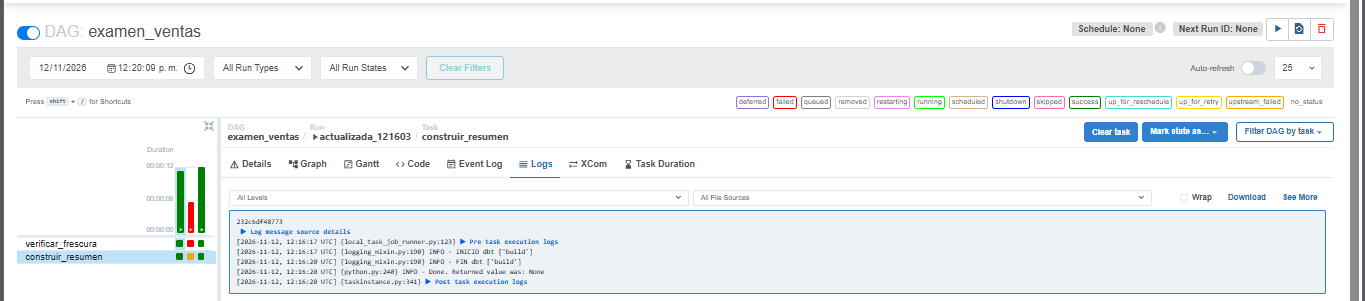 DAG: examen_ventas
Schedule: None
Next Run ID: None
12/11/2026 12:20:09 p. m.
All Run Types
All Run States
Clear Filters
Auto-refresh
25
Press shift + / for Shortcuts
deferred failed queued removed restarting running scheduled shutdown skipped success up_for_reschedule up_for_retry upstream_failed no_status
DAG Run Task
examen_ventas / actualizada_121603 / construir_resumen
Clear task
Mark state as...
Filter DAG by task
Duration
00:00:12
00:00:06
00:00:00
verificar_frescura
construir_resumen
Details Graph Gantt Code Event Log Logs XCom Task Duration
All Levels
All File Sources
Wrap
Download
See More
232c6df48773
Log message source details
[2026-11-12, 12:16:17 UTC] {local_task_job_runner.py:123} Pre task execution logs
[2026-11-12, 12:16:17 UTC] {logging_mixin.py:190} INFO - INICIO dbt ['build']
[2026-11-12, 12:16:20 UTC] {logging_mixin.py:190} INFO - FIN dbt ['build']
[2026-11-12, 12:16:20 UTC] {python.py:240} INFO - Done. Returned value was: None
[2026-11-12, 12:16:20 UTC] {taskinstance.py:341} Post task execution logs